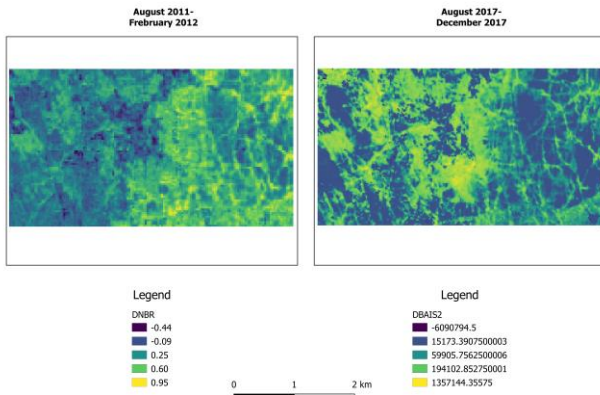 August 2011-
Frebruary 2012
August 2017-
December 2017
Legend
DNBR
-0.44
-0.09
0.25
0.60
0.95
0 1 2 km
Legend
DBAIS2
-6090794.5
15173.3907500003
59905.7562500006
194102.852750001
1357144.35575